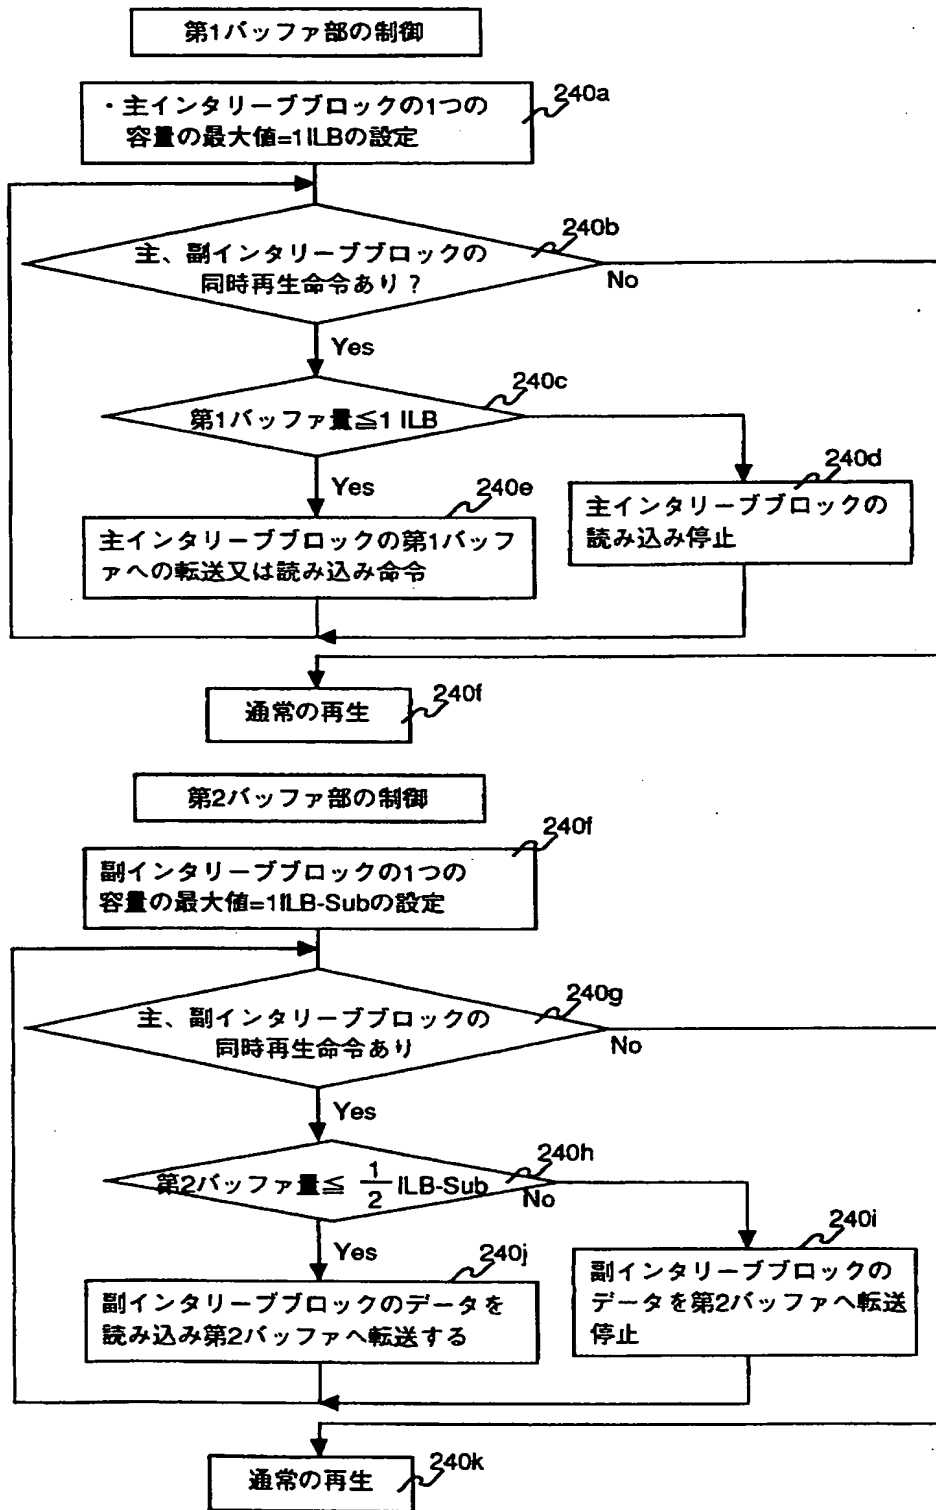 第1バッファ部の制御
240a
・主インタリーブブロックの1つの
容量の最大値=1ILBの設定
240b
主、副インタリーブブロックの
同時再生命令あり?
No
Yes
240c
第1バッファ量≦1 ILB
240d
Yes
240e
主インタリーブブロックの
読み込み停止
主インタリーブブロックの第1バッフ
ァへの転送又は読み込み命令
240f
通常の再生
第2バッファ部の制御
240f
副インタリーブブロックの1つの
容量の最大値=1ILB-Subの設定
240g
主、副インタリーブブロックの
同時再生命令あり
No
Yes
240h
第2バッファ量≦ 1/2 ILB-Sub
No
240i
Yes
240j
副インタリーブブロックの
データを第2バッファへ転送
停止
副インタリーブブロックのデータを
読み込み第2バッファへ転送する
240k
通常の再生